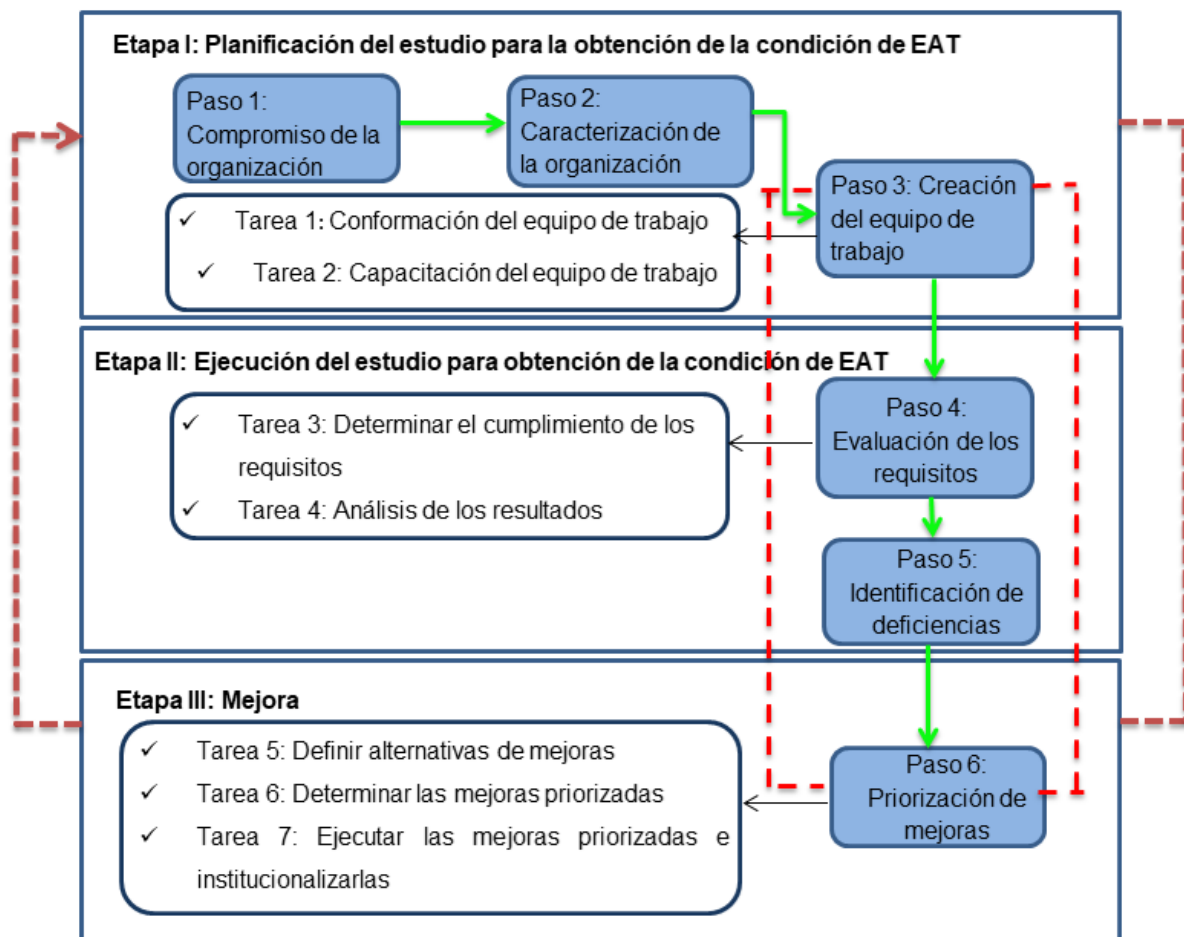 Etapa I: Planificación del estudio para la obtención de la condición de EAT
Paso 1:
Compromiso de la
organización
Paso 2:
Caracterización de
la organización
Paso 3: Creación
del equipo de
trabajo
✓ Tarea 1: Conformación del equipo de trabajo
✓ Tarea 2: Capacitación del equipo de trabajo
Etapa II: Ejecución del estudio para obtención de la condición de EAT
✓ Tarea 3: Determinar el cumplimiento de los
requisitos
✓ Tarea 4: Análisis de los resultados
Paso 4:
Evaluación de los
requisitos
Paso 5:
Identificación de
deficiencias
Etapa III: Mejora
✓ Tarea 5: Definir alternativas de mejoras
✓ Tarea 6: Determinar las mejoras priorizadas
✓ Tarea 7: Ejecutar las mejoras priorizadas e
institucionalizarlas
Paso 6:
Priorización de
mejoras